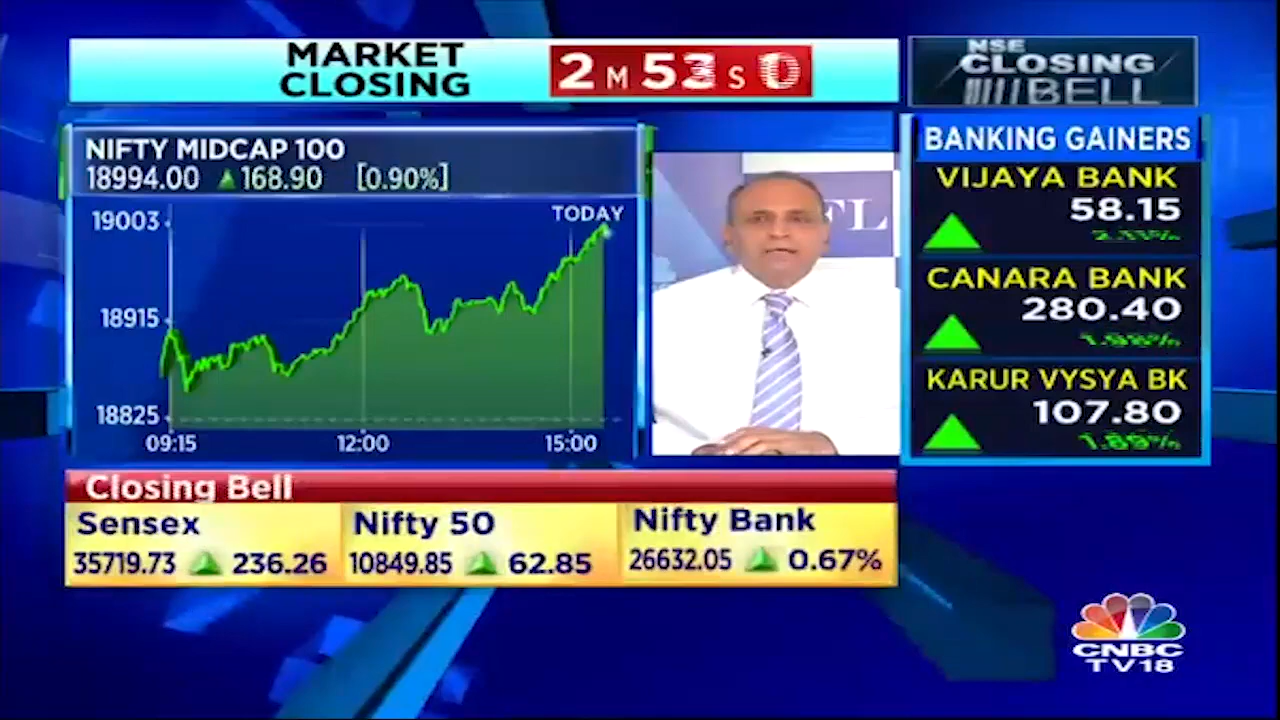 MARKET
CLOSING
2 M 53 S
NSE
CLOSING
BELL
NIFTY MIDCAP 100
18994.00 ▲168.90 [0.90%]
TODAY
19003
18915
18825
09:15 12:00 15:00
FL
BANKING GAINERS
VIJAYA BANK
58.15
CANARA BANK
280.40
KARUR VYSYA BK
107.80
1.89%
Closing Bell
Sensex
35719.73 ▲ 236.26
Nifty 50
10849.85 ▲ 62.85
Nifty Bank
26632.05 ▲ 0.67%
CNBC
TV18